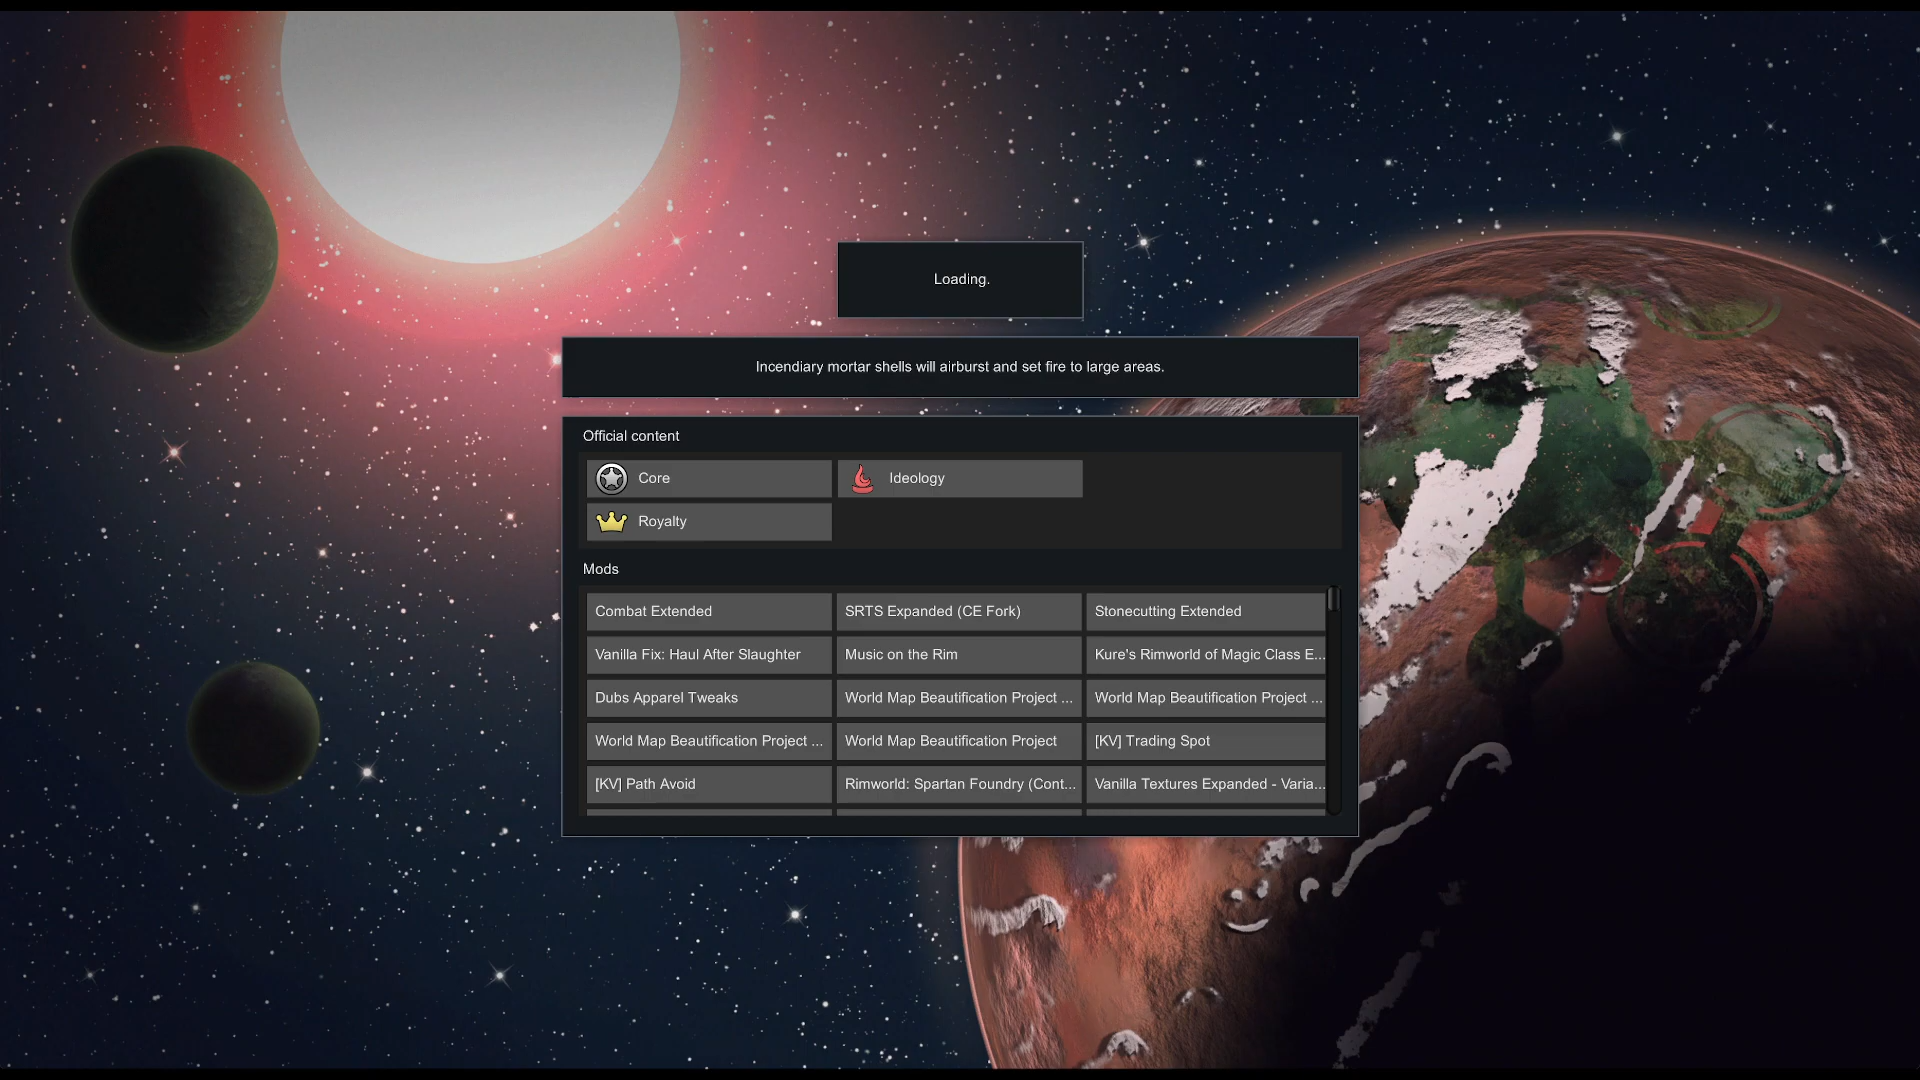 Loading.
Incendiary mortar shells will airburst and set fire to large areas.
Official content
Core
Ideology
Royalty
Mods
Combat Extended
SRTS Expanded (CE Fork)
Stonecutting Extended
Vanilla Fix: Haul After Slaughter
Music on the Rim
Kure's Rimworld of Magic Class E...
Dubs Apparel Tweaks
World Map Beautification Project ...
World Map Beautification Project ...
World Map Beautification Project ...
World Map Beautification Project
[KV] Trading Spot
[KV] Path Avoid
Rimworld: Spartan Foundry (Cont...
Vanilla Textures Expanded - Varia...